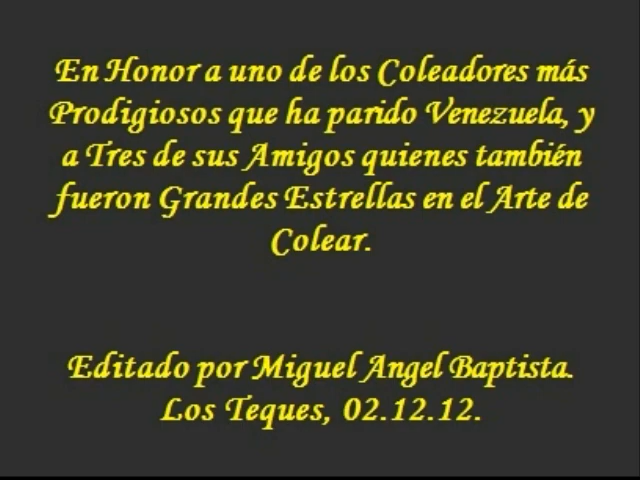 En Honor a uno de los Coleadores más
Prodigiosos que ha parido Venezuela, y
a Tres de sus Amigos quienes también
fueron Grandes Estrellas en el Arte de
Colear.
Editado por Miguel Angel Baptista.
Los Teques, 02.12.12.